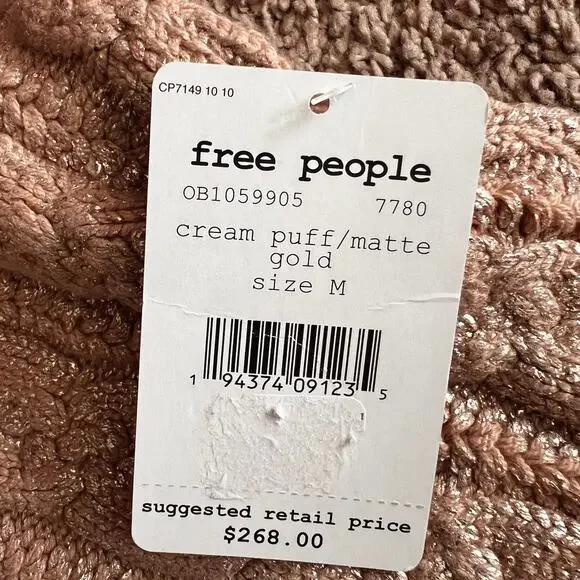 CP7149 10 10
free people
OB1059905 7780
cream puff/matte
gold
size M
1 94374 09123 5
suggested retail price
$268.00